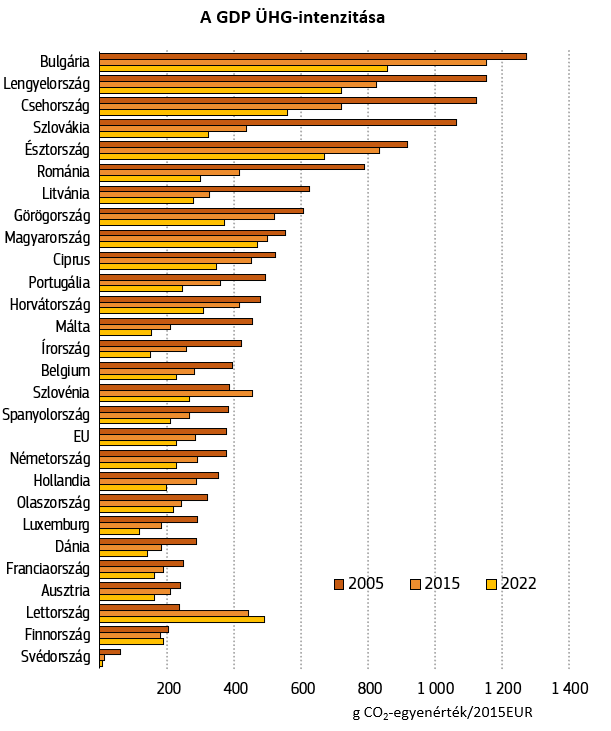 A GDP ÜHG-intenzitása
Bulgária
Lengyelország
Csehország
Szlovákia
Észtország
Románia
Litvánia
Görögország
Magyarország
Ciprus
Portugália
Horvátország
Málta
Írország
Belgium
Szlovénia
Spanyolország
EU
Németország
Hollandia
Olaszország
Luxemburg
Dánia
Franciaország
Ausztria
Lettország
Finnország
Svédország
2005 2015 2022
200 400 600 800 1 000 1 200 1 400
g CO₂-egyenérték/2015EUR